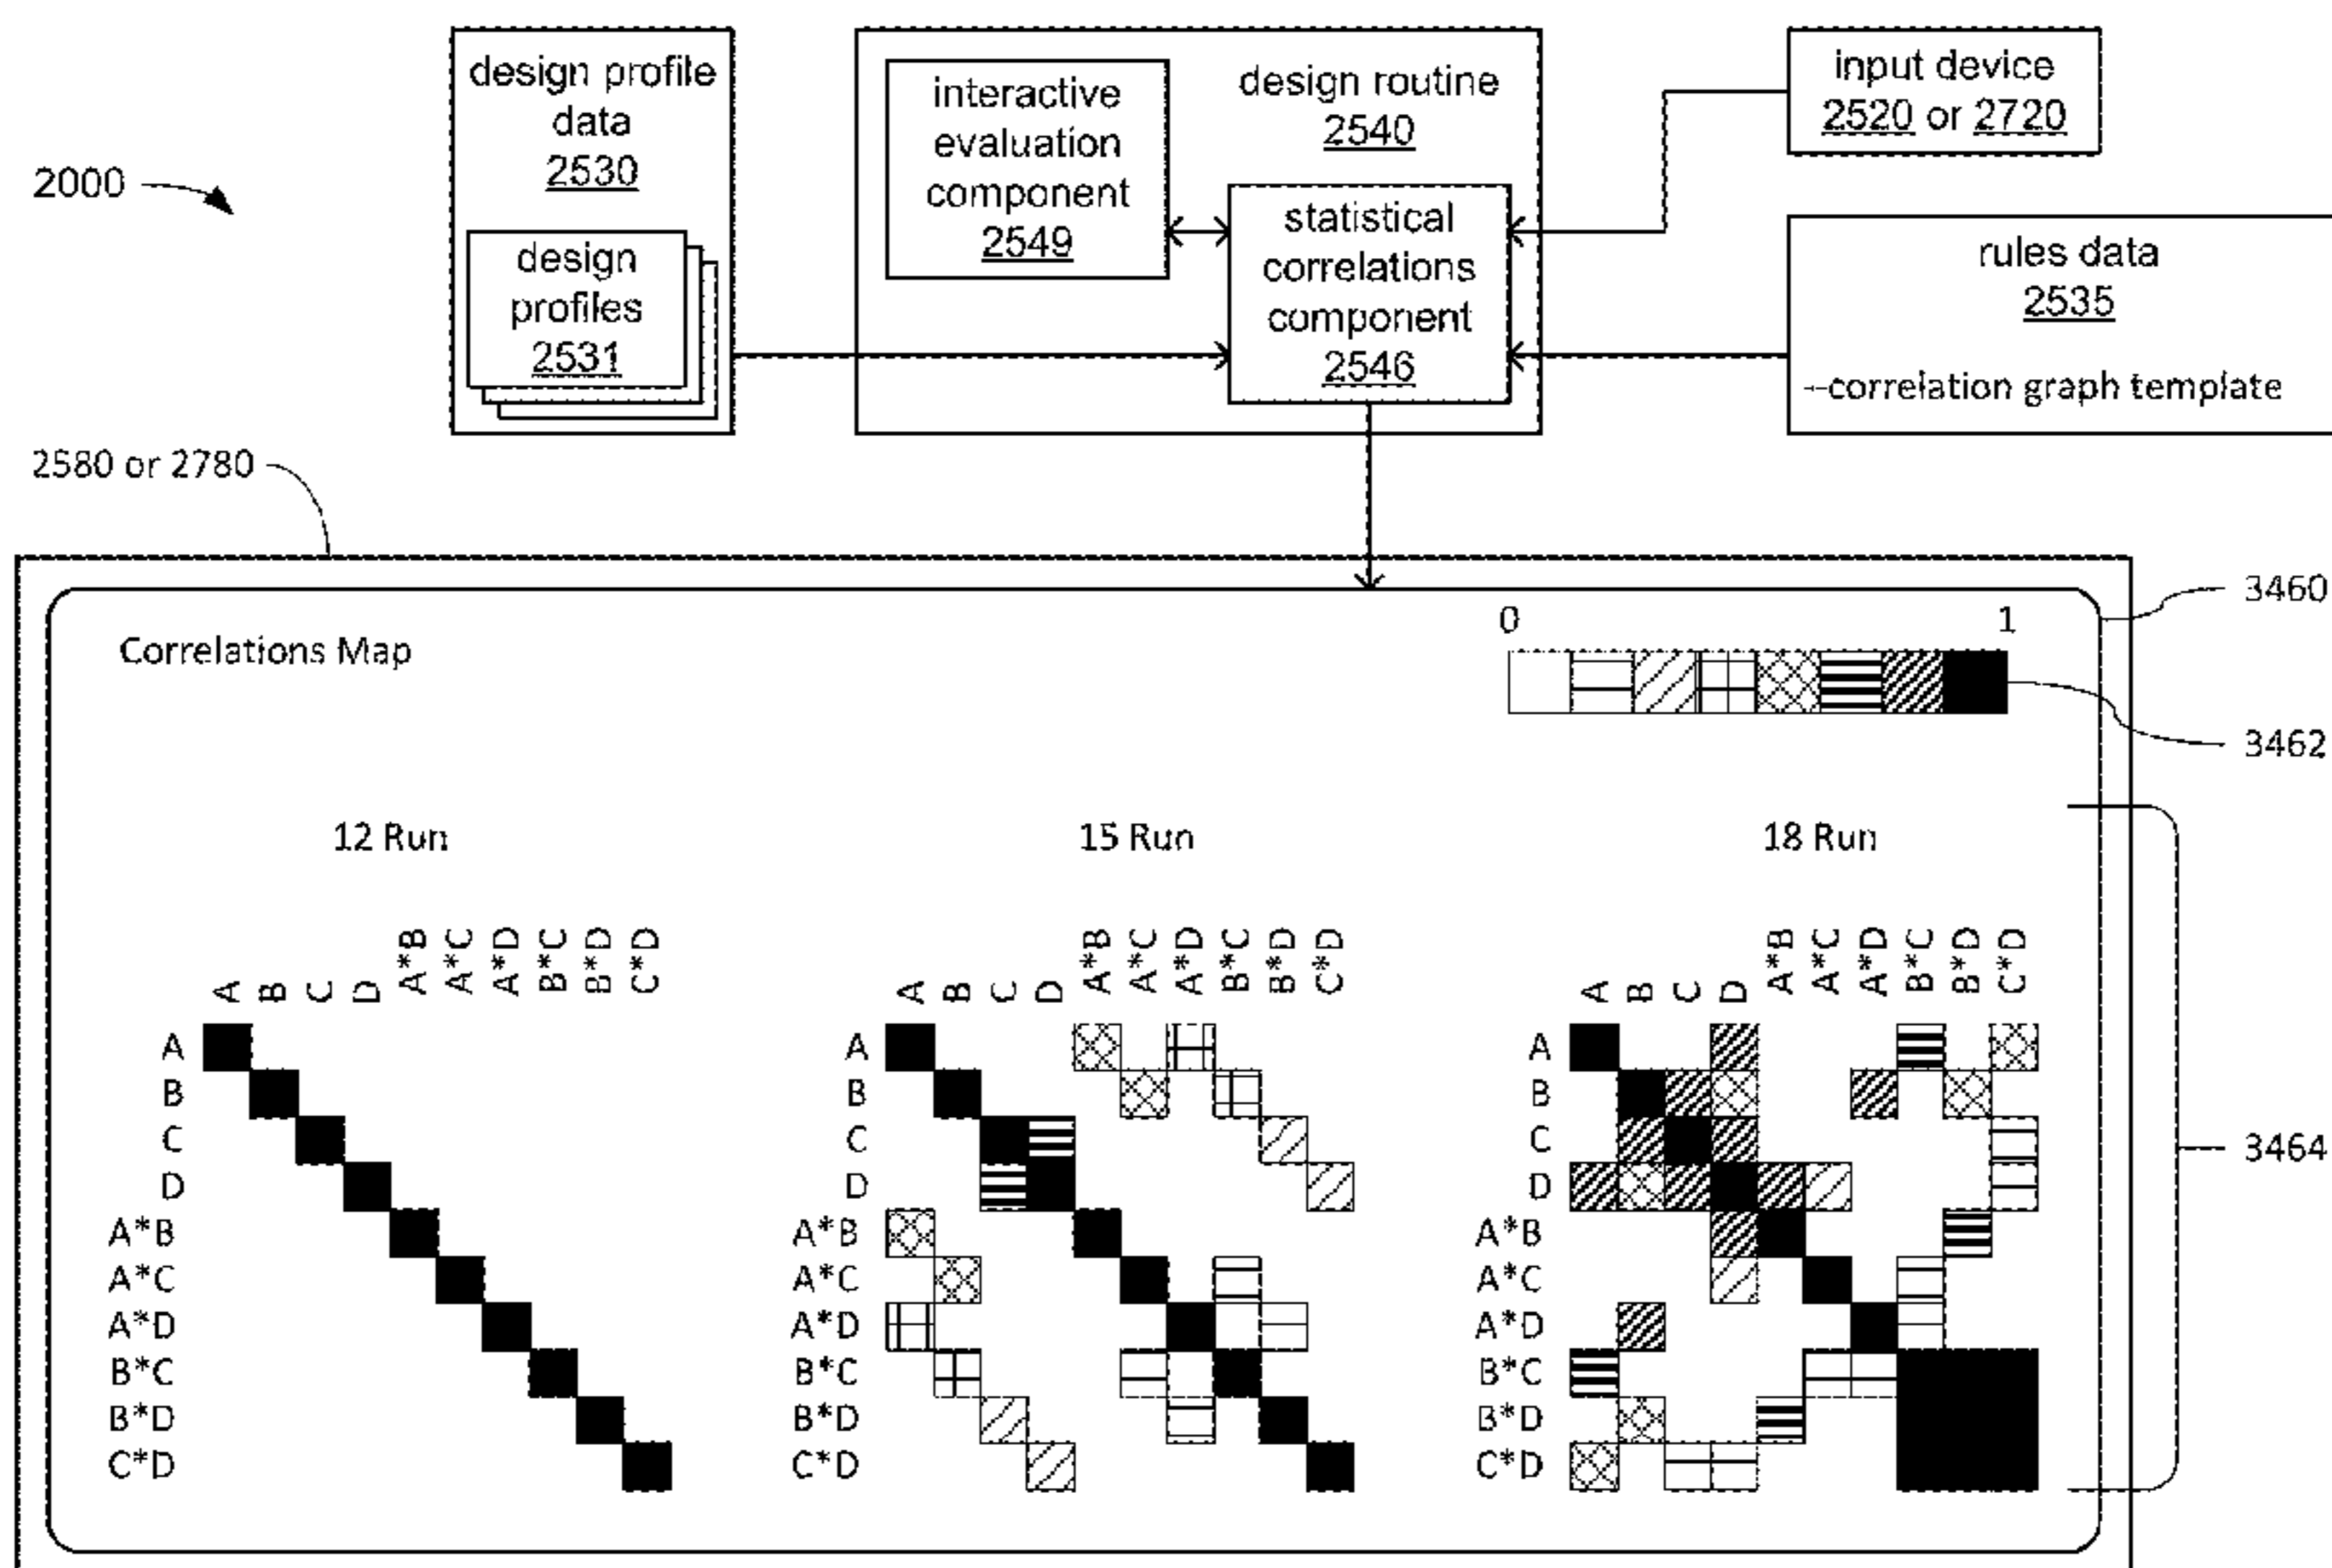 design profile
data
2530
design
profiles
2531
interactive
evaluation
component
2549
design routine
2540
statistical
correlations
component
2546
input device
2520 or 2720
rules data
2535
--correlation graph template
2000
2580 or 2780
3460
3462
3464
Correlations Map
0 1
12 Run
A B C D A*B A*C A*D B*C B*D C*D
A
B
C
D
A*B
A*C
A*D
B*C
B*D
C*D
15 Run
A B C D A*B A*C A*D B*C B*D C*D
A
B
C
D
A*B
A*C
A*D
B*C
B*D
C*D
18 Run
A B C D A*B A*C A*D B*C B*D C*D
A
B
C
D
A*B
A*C
A*D
B*C
B*D
C*D